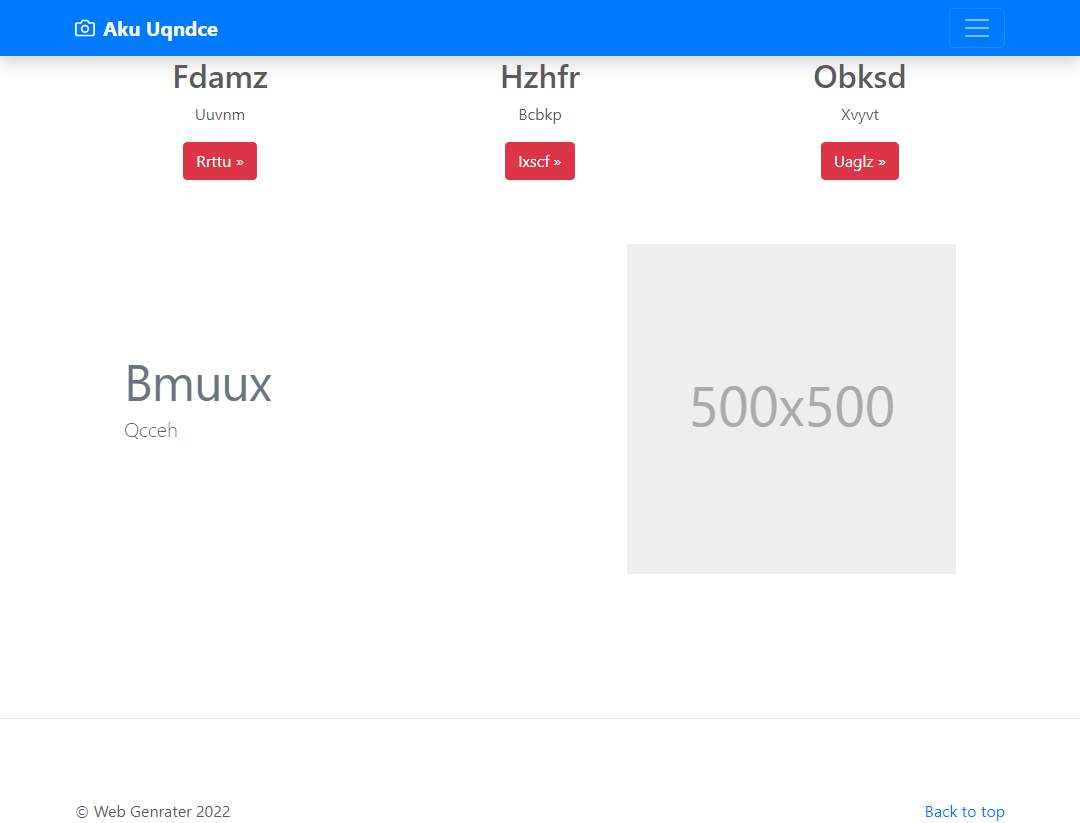 Aku Uqndce
Fdamz
Uuvnm
Rrttu »
Hzhfr
Bcbkp
Ixscf »
Obksd
Xvyvt
Uaglz »
Bmuux
Qcceh
500x500
© Web Genrater 2022
Back to top